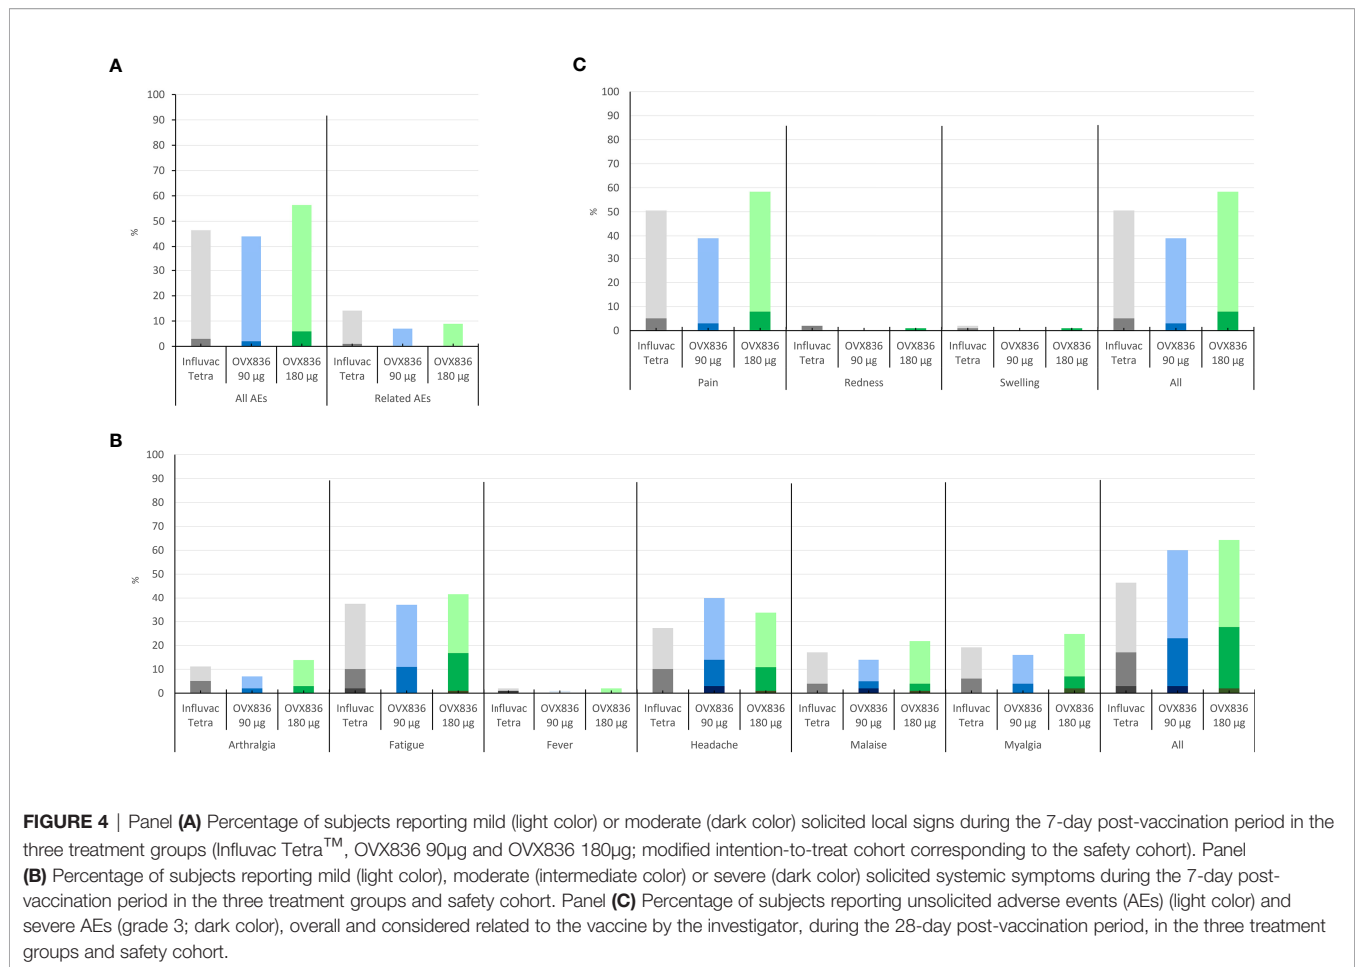 A
100
90
80
70
60
50
40
30
20
10
0
%
Influvac Tetra
OVX836 90 µg
OVX836 180 µg
Influvac Tetra
OVX836 90 µg
OVX836 180 µg
All AEs
Related AEs
C
100
90
80
70
60
50
40
30
20
10
0
%
Influvac Tetra
OVX836 90 µg
OVX836 180 µg
Influvac Tetra
OVX836 90 µg
OVX836 180 µg
Influvac Tetra
OVX836 90 µg
OVX836 180 µg
Influvac Tetra
OVX836 90 µg
OVX836 180 µg
Pain
Redness
Swelling
All
B
100
90
80
70
60
50
40
30
20
10
0
%
Influvac Tetra
OVX836 90 µg
OVX836 180 µg
Influvac Tetra
OVX836 90 µg
OVX836 180 µg
Influvac Tetra
OVX836 90 µg
OVX836 180 µg
Influvac Tetra
OVX836 90 µg
OVX836 180 µg
Influvac Tetra
OVX836 90 µg
OVX836 180 µg
Influvac Tetra
OVX836 90 µg
OVX836 180 µg
Influvac Tetra
OVX836 90 µg
OVX836 180 µg
Arthralgia
Fatigue
Fever
Headache
Malaise
Myalgia
All
FIGURE 4 | Panel (A) Percentage of subjects reporting mild (light color) or moderate (dark color) solicited local signs during the 7-day post-vaccination period in the
three treatment groups (Influvac Tetra™, OVX836 90µg and OVX836 180µg; modified intention-to-treat cohort corresponding to the safety cohort). Panel
(B) Percentage of subjects reporting mild (light color), moderate (intermediate color) or severe (dark color) solicited systemic symptoms during the 7-day post-
vaccination period in the three treatment groups and safety cohort. Panel (C) Percentage of subjects reporting unsolicited adverse events (AEs) (light color) and
severe AEs (grade 3; dark color), overall and considered related to the vaccine by the investigator, during the 28-day post-vaccination period, in the three treatment
groups and safety cohort.